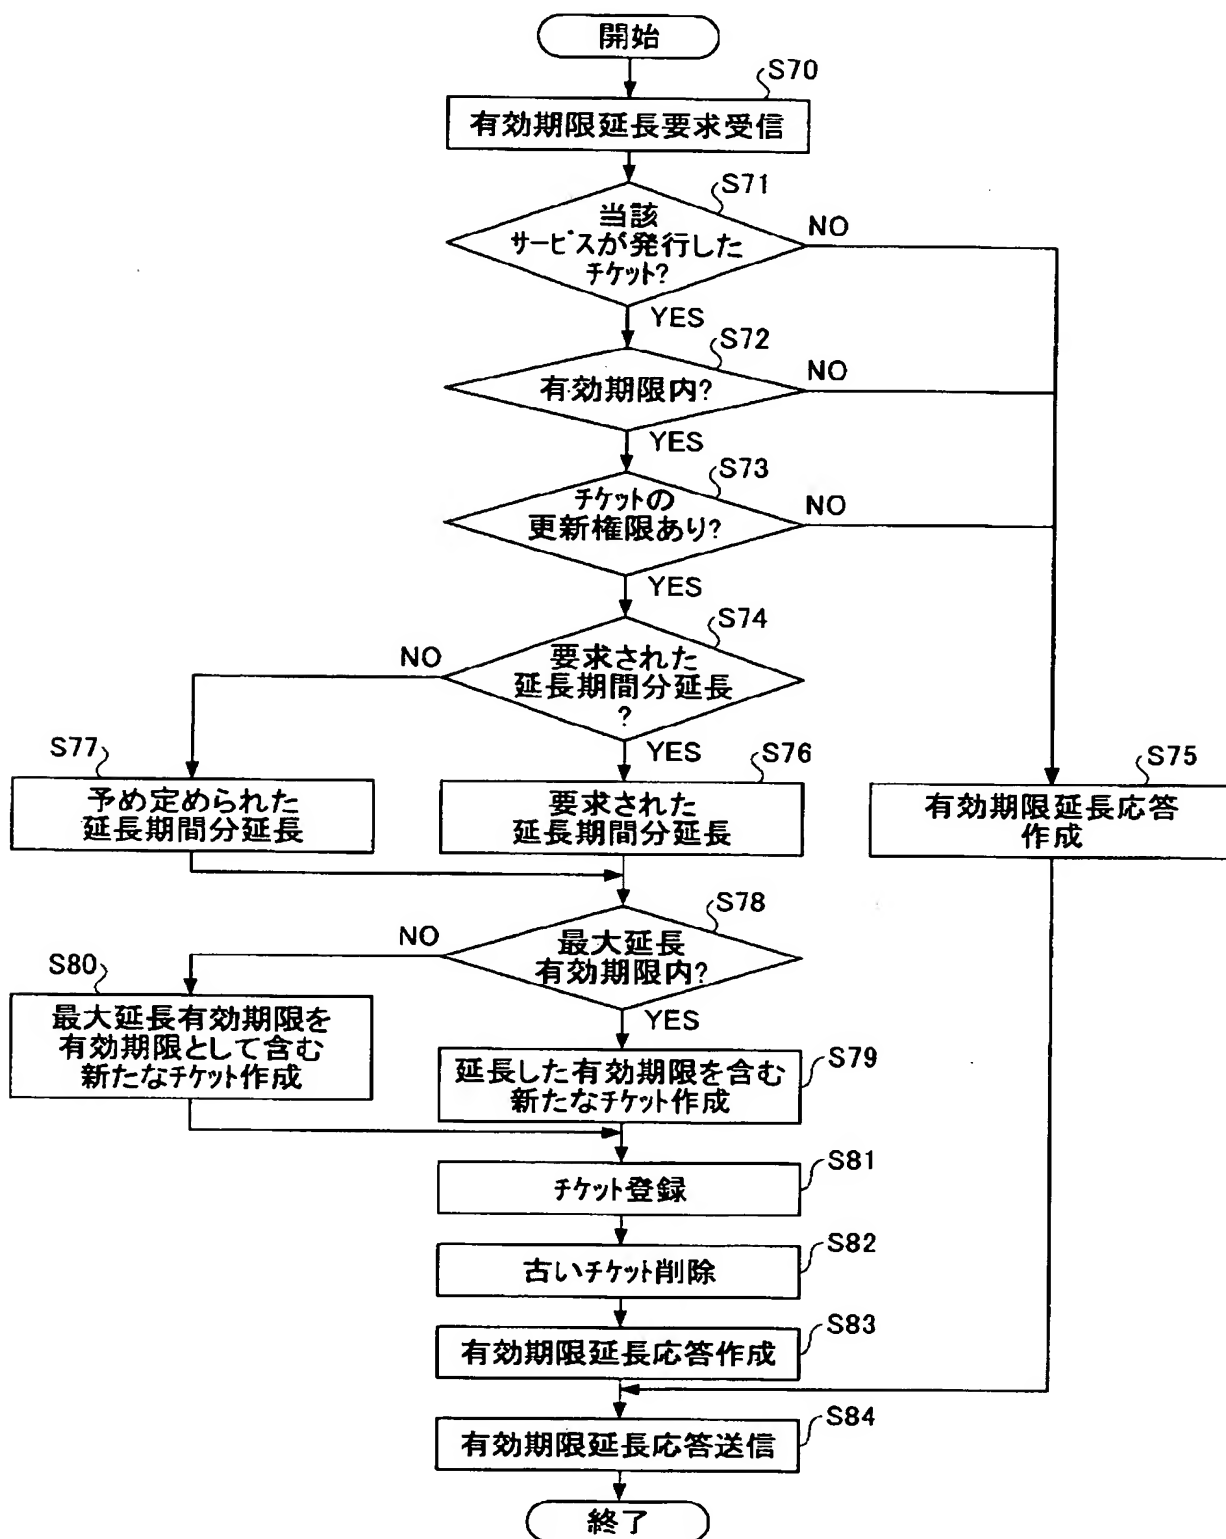 開始
S70
有効期限延長要求受信
S71
当該
サービスが発行した
チケット?
NO
YES
S72
有効期限内?
NO
YES
S73
チケットの
更新権限あり?
NO
YES
S74
要求された
延長期間分延長
?
NO
YES
S77
予め定められた
延長期間分延長
S76
要求された
延長期間分延長
S75
有効期限延長応答
作成
S78
最大延長
有効期限内?
NO
YES
S80
最大延長有効期限を
有効期限として含む
新たなチケット作成
S79
延長した有効期限を含む
新たなチケット作成
S81
チケット登録
S82
古いチケット削除
S83
有効期限延長応答作成
S84
有効期限延長応答送信
終了